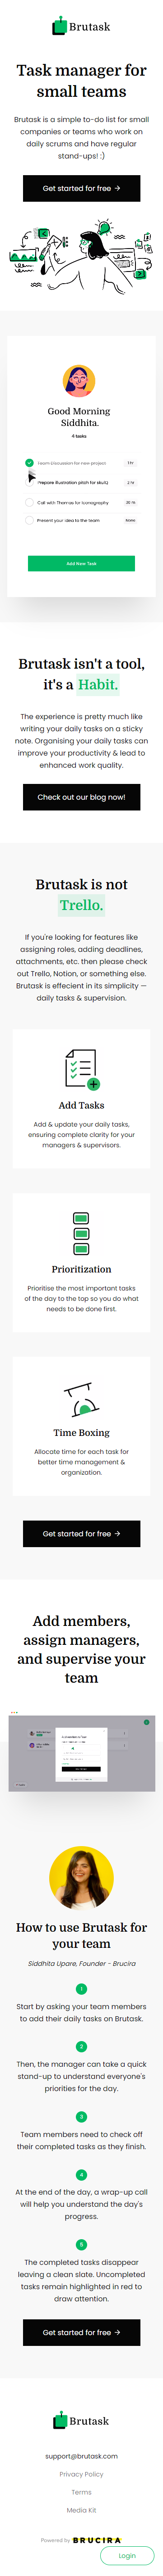 Brutask
Task manager for
small teams
Brutask is a simple to-do list for small
companies or teams who work on
daily scrums and have regular
stand-ups! :)
Get started for free →
Good Morning
Siddhita.
4 tasks
Team Discussion for new project
1 hr
Prepare illustration pitch for skillz
2 hr
Call with Thomas for Iconography
Present your idea to the team
Add New Task
Brutask isn't a tool,
it's a Habit.
The experience is pretty much like
writing your daily tasks on a sticky
note. Organising your daily tasks can
improve your productivity & lead to
enhanced work quality.
Check out our blog now!
Brutask is not
Trello.
If you're looking for features like
assigning roles, adding deadlines,
attachments, etc. then please check
out Trello, Notion, or something else.
Brutask is effecient in its simplicity —
daily tasks & supervision.
Add Tasks
Add & update your daily tasks,
ensuring complete clarity for your
managers & supervisors.
Prioritization
Prioritise the most important tasks
of the day to the top so you do what
needs to be done first.
Time Boxing
Allocate time for each task for
better time management &
organization.
Get started for free →
Add members,
assign managers,
and supervise your
team
How to use Brutask for
your team
Siddhita Upare, Founder - Brucira
1
Start by asking your team members
to add their daily tasks on Brutask.
2
Then, the manager can take a quick
stand-up to understand everyone's
priorities for the day.
3
Team members need to check off
their completed tasks as they finish.
4
At the end of the day, a wrap-up call
will help you understand the day's
progress.
5
The completed tasks disappear
leaving a clean slate. Uncompleted
tasks remain highlighted in red to
draw attention.
Get started for free →
Brutask
support@brutask.com
Privacy Policy
Terms
Media Kit
Powered by BRUCIRA
Login